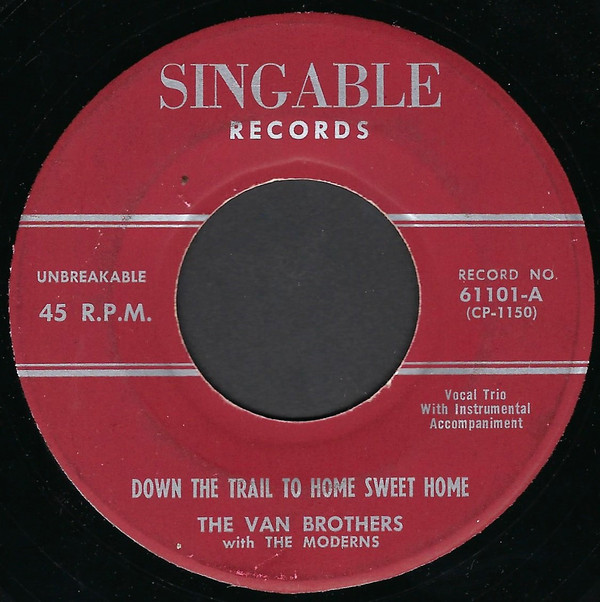 SINGABLE
RECORDS
UNBREAKABLE
45 R.P.M.
RECORD NO.
61101-A
(CP-1150)
Vocal Trio
With Instrumental
Accompaniment
DOWN THE TRAIL TO HOME SWEET HOME
THE VAN BROTHERS
with THE MODERNS